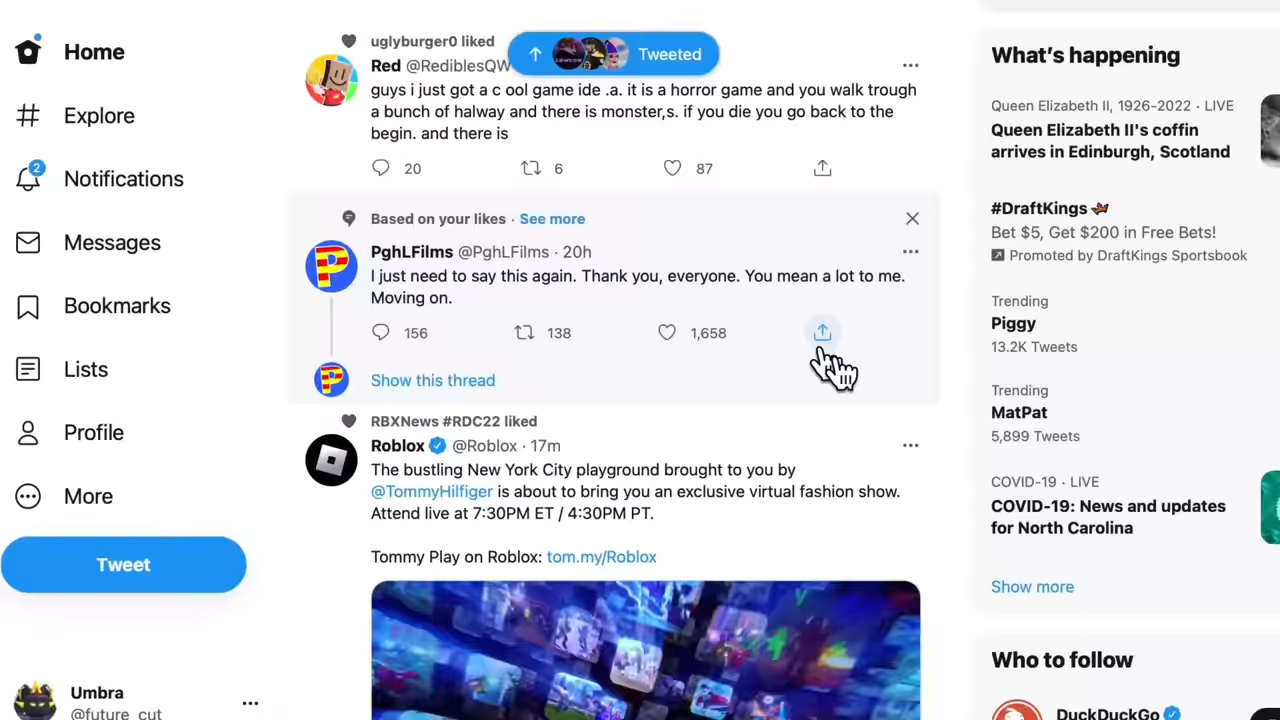 Home
Explore
2
Notifications
Messages
Bookmarks
Lists
Profile
More
Tweet
Umbra
@future_cut
uglyburger0 liked
Tweeted
Red @RediblesQW
guys i just got a c ool game ide .a. it is a horror game and you walk trough
a bunch of halway and there is monster,s. if you die you go back to the
begin. and there is
20 6 87
Based on your likes · See more
PghLFilms @PghLFilms · 20h
I just need to say this again. Thank you, everyone. You mean a lot to me.
Moving on.
156 138 1,658
Show this thread
RBXNews #RDC22 liked
Roblox @Roblox · 17m
The bustling New York City playground brought to you by
@TommyHilfiger is about to bring you an exclusive virtual fashion show.
Attend live at 7:30PM ET / 4:30PM PT.
Tommy Play on Roblox: tom.my/Roblox
What's happening
Queen Elizabeth II, 1926-2022 · LIVE
Queen Elizabeth II's coffin
arrives in Edinburgh, Scotland
#DraftKings
Bet $5, Get $200 in Free Bets!
Promoted by DraftKings Sportsbook
Trending
Piggy
13.2K Tweets
Trending
MatPat
5,899 Tweets
COVID-19 · LIVE
COVID-19: News and updates
for North Carolina
Show more
Who to follow
DuckDuckGo